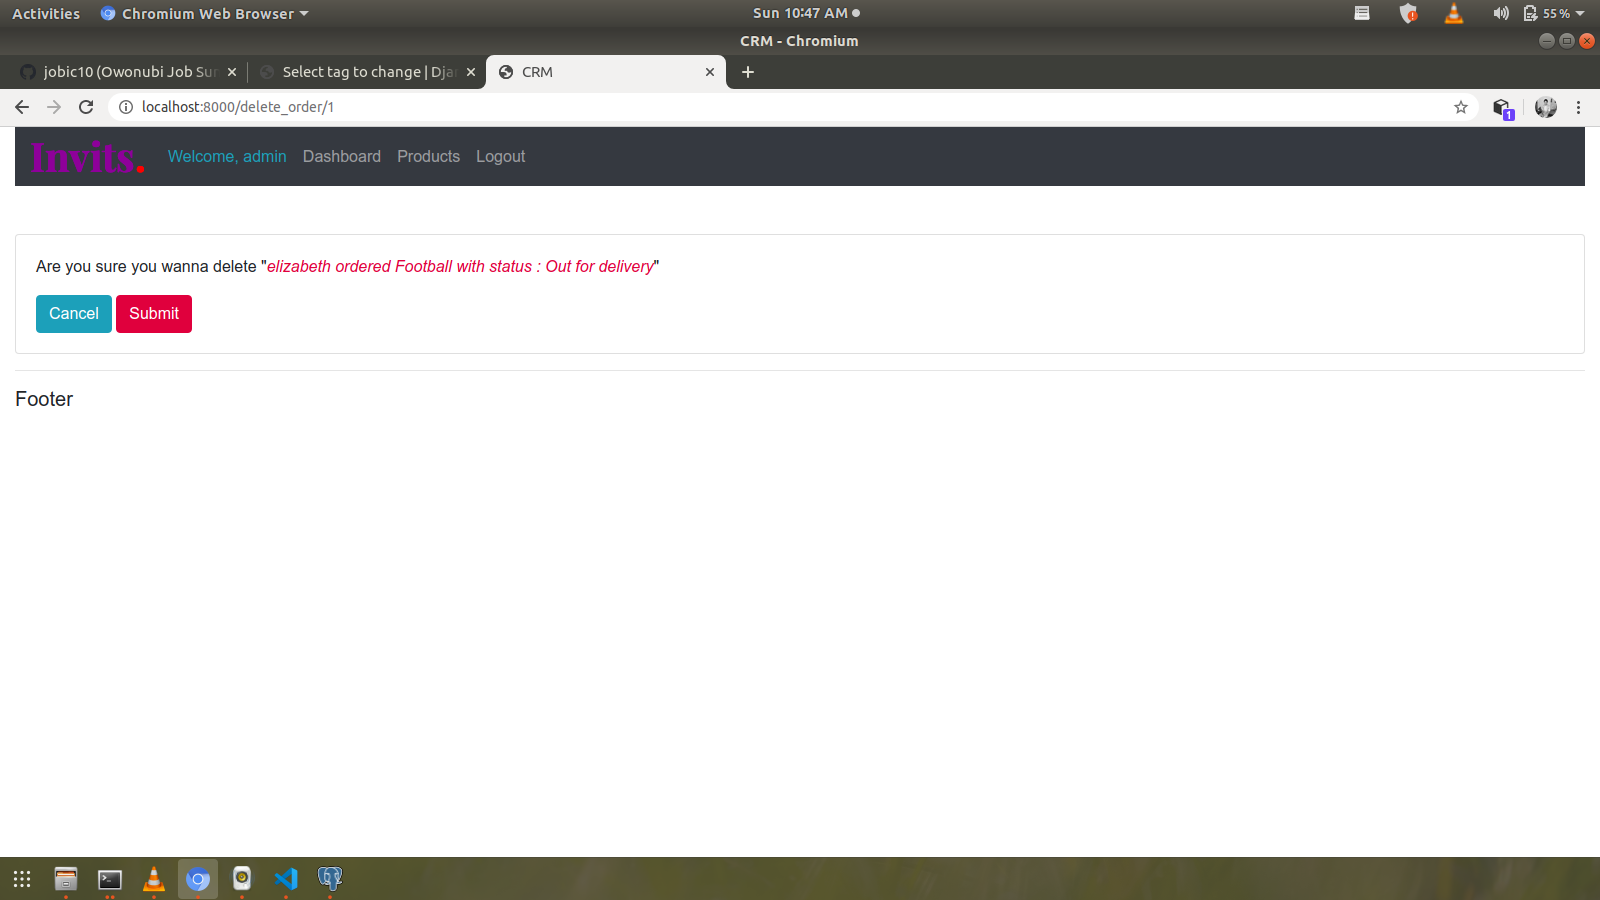 Activities Chromium Web Browser Sun 10:47 AM 55%
CRM - Chromium
jobic10 (Owonubi Job Sur Select tag to change | Dja CRM
localhost:8000/delete_order/1 1
Invits. Welcome, admin Dashboard Products Logout
Are you sure you wanna delete "elizabeth ordered Football with status : Out for delivery"
Cancel Submit
Footer